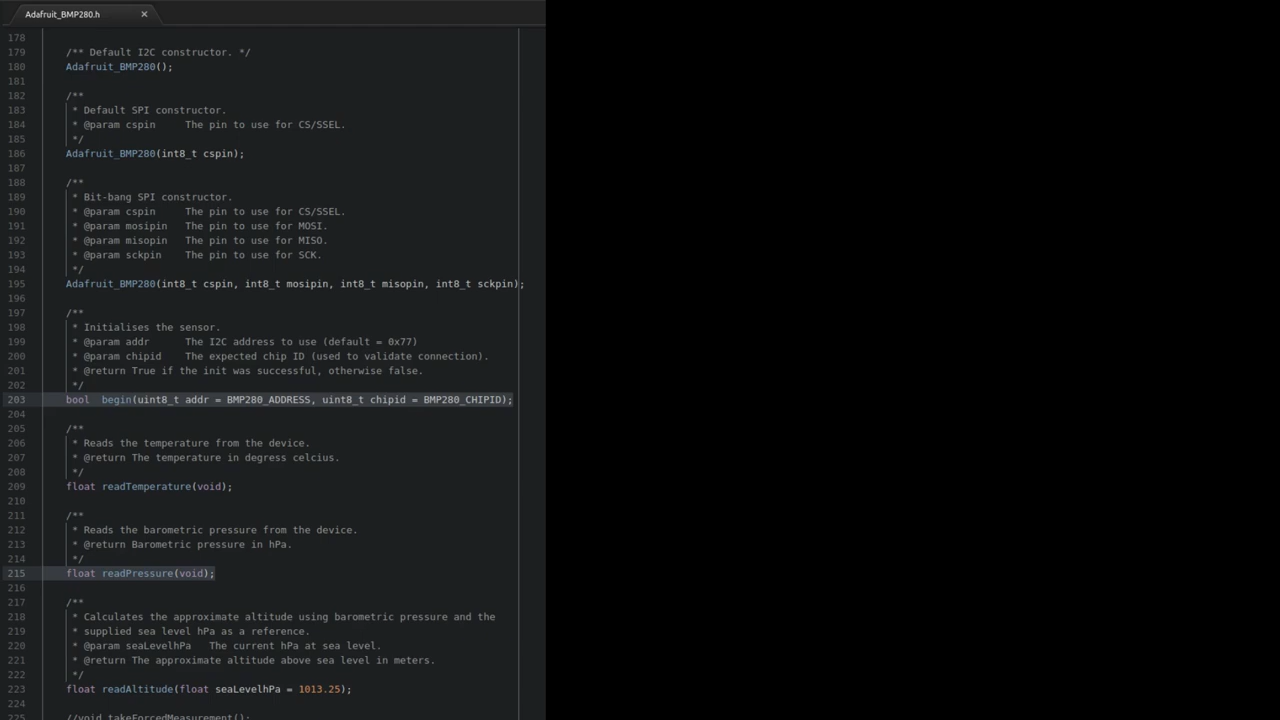 Adafruit_BMP280.h ×
178
179 /** Default I2C constructor. */
180 Adafruit_BMP280();
181
182 /**
183 * Default SPI constructor.
184 * @param cspin The pin to use for CS/SSEL.
185 */
186 Adafruit_BMP280(int8_t cspin);
187
188 /**
189 * Bit-bang SPI constructor.
190 * @param cspin The pin to use for CS/SSEL.
191 * @param mosipin The pin to use for MOSI.
192 * @param misopin The pin to use for MISO.
193 * @param sckpin The pin to use for SCK.
194 */
195 Adafruit_BMP280(int8_t cspin, int8_t mosipin, int8_t misopin, int8_t sckpin);
196
197 /**
198 * Initialises the sensor.
199 * @param addr The I2C address to use (default = 0x77)
200 * @param chipid The expected chip ID (used to validate connection).
201 * @return True if the init was successful, otherwise false.
202 */
203 bool begin(uint8_t addr = BMP280_ADDRESS, uint8_t chipid = BMP280_CHIPID);
204
205 /**
206 * Reads the temperature from the device.
207 * @return The temperature in degress celcius.
208 */
209 float readTemperature(void);
210
211 /**
212 * Reads the barometric pressure from the device.
213 * @return Barometric pressure in hPa.
214 */
215 float readPressure(void);
216
217 /**
218 * Calculates the approximate altitude using barometric pressure and the
219 * supplied sea level hPa as a reference.
220 * @param seaLevelhPa The current hPa at sea level.
221 * @return The approximate altitude above sea level in meters.
222 */
223 float readAltitude(float seaLevelhPa = 1013.25);
224
225 //void takeForcedMeasurement();